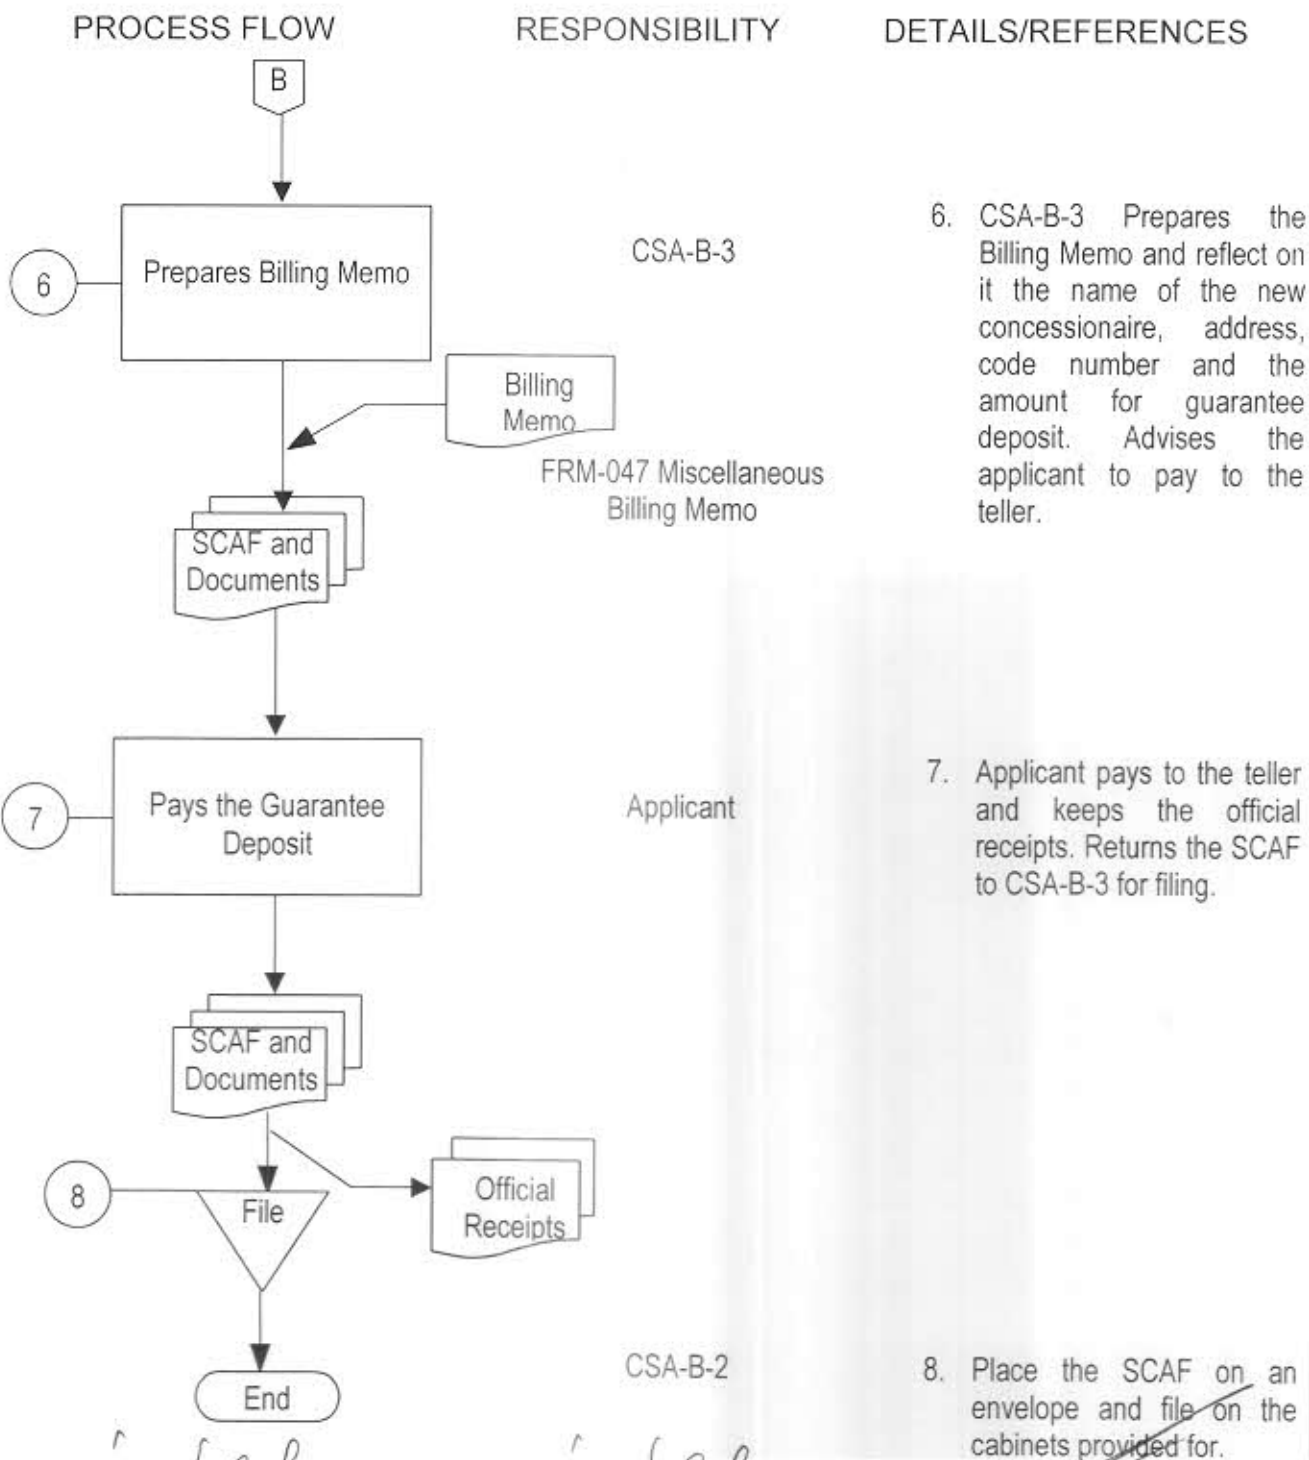 PROCESS FLOW
RESPONSIBILITY
DETAILS/REFERENCES
B
6
Prepares Billing Memo
CSA-B-3
6. CSA-B-3 Prepares the
Billing Memo and reflect on
it the name of the new
concessionaire, address,
code number and the
amount for guarantee
deposit. Advises the
applicant to pay to the
teller.
Billing
Memo
FRM-047 Miscellaneous
Billing Memo
SCAF and
Documents
7
Pays the Guarantee
Deposit
Applicant
7. Applicant pays to the teller
and keeps the official
receipts. Returns the SCAF
to CSA-B-3 for filing.
SCAF and
Documents
8
File
Official
Receipts
End
CSA-B-2
8. Place the SCAF on an
envelope and file on the
cabinets provided for.